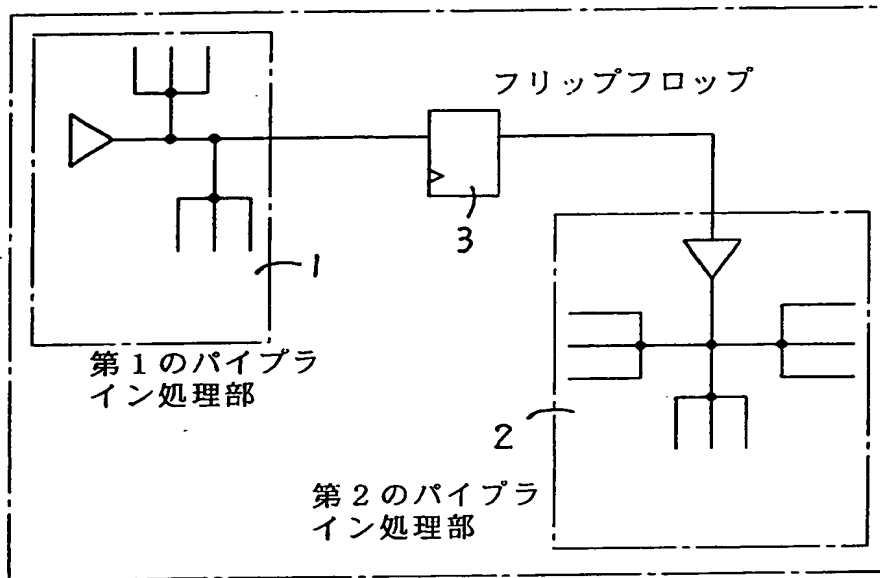 フリップフロップ
3
1
第1のパイプラ
イン処理部
2
第2のパイプラ
イン処理部